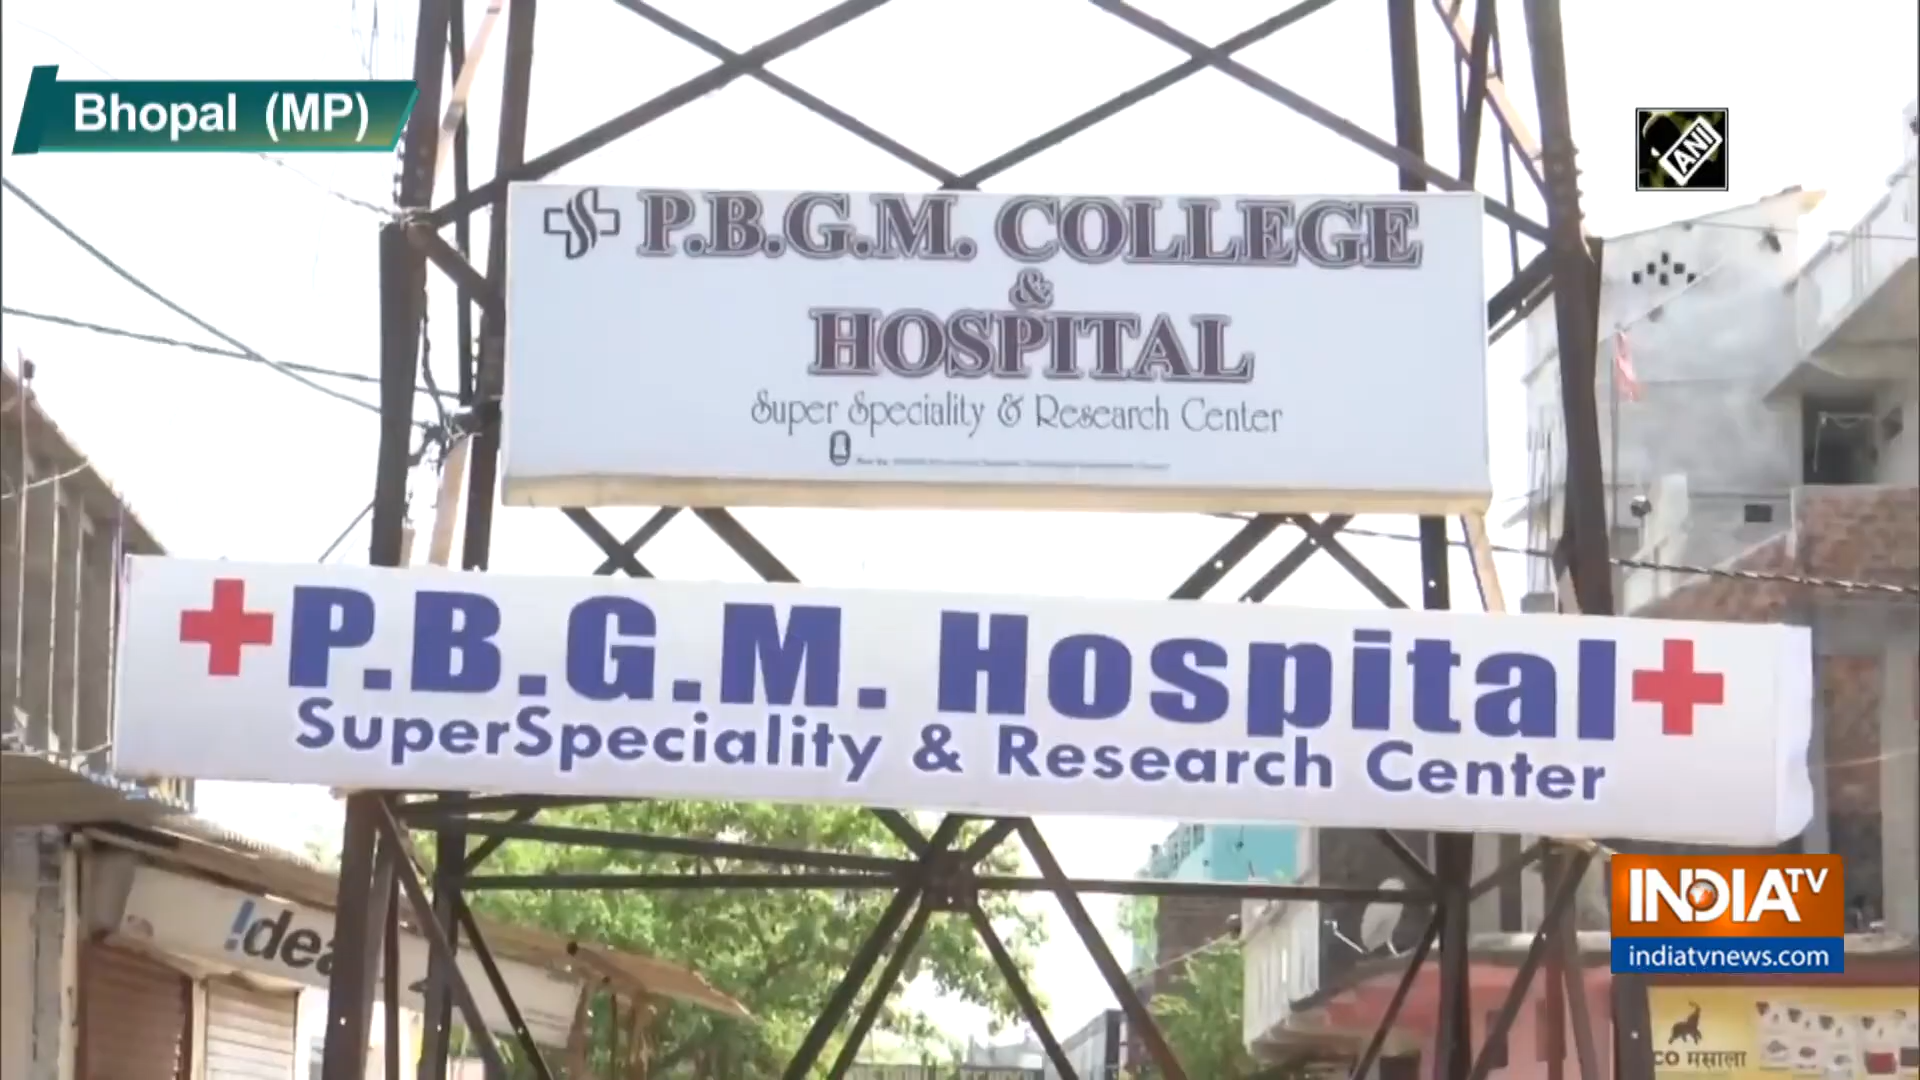 Bhopal (MP)
ANI
P.B.G.M. COLLEGE
&
HOSPITAL
Super Speciality & Research Center
P.B.G.M. Hospital
SuperSpeciality & Research Center
!dea
INDIA TV
indiatvnews.com
CO मसाला